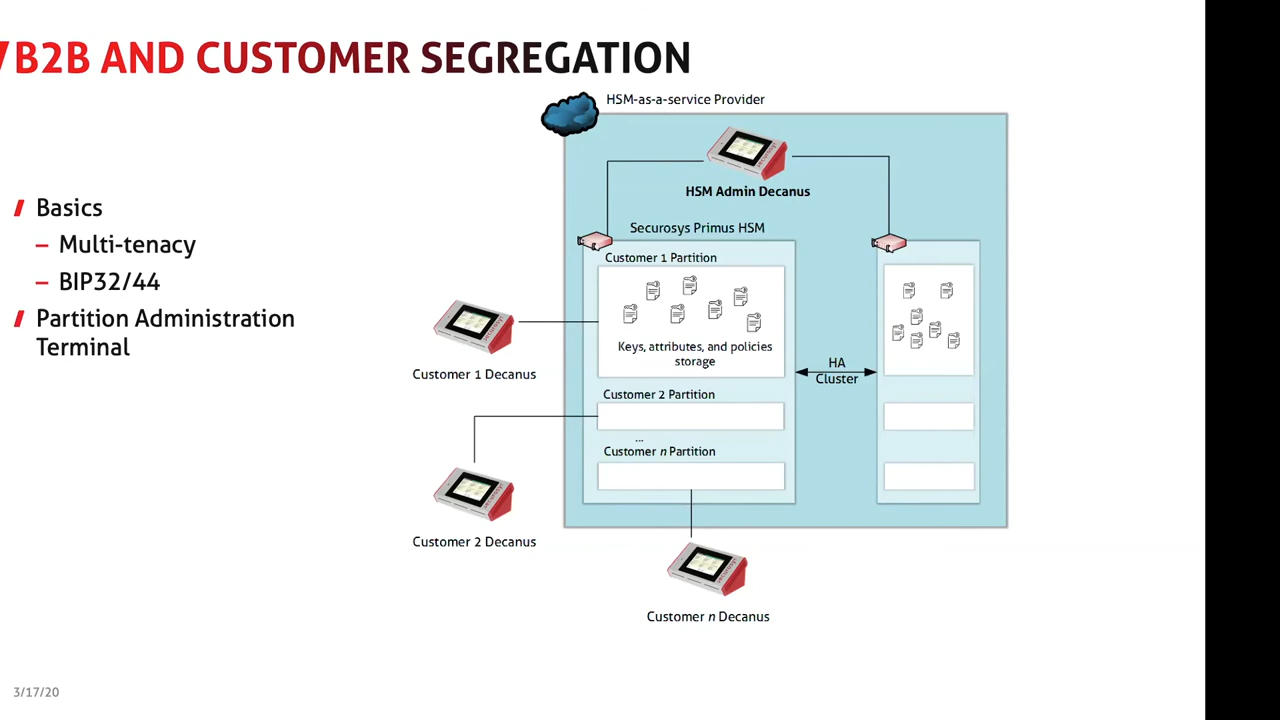 B2B AND CUSTOMER SEGREGATION
Basics
– Multi-tenacy
– BIP32/44
Partition Administration
Terminal
HSM-as-a-service Provider
HSM Admin Decanus
Securosys Primus HSM
Customer 1 Partition
Keys, attributes, and policies
storage
Customer 2 Partition
...
Customer n Partition
HA
Cluster
Customer 1 Decanus
Customer 2 Decanus
Customer n Decanus
3/17/20